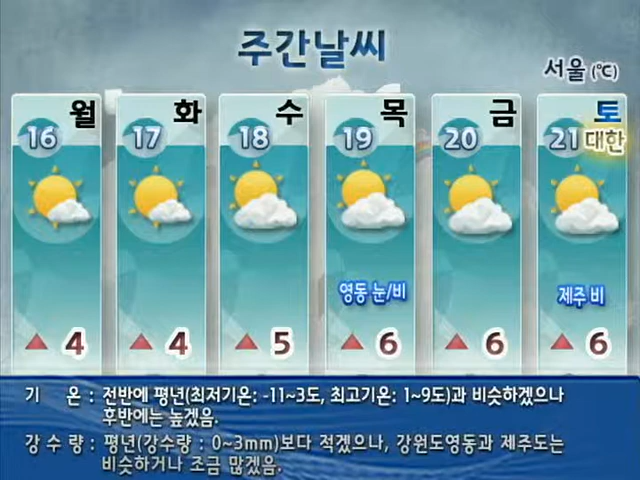 주간날씨
서울(℃)
월 화 수 목 금 토
16 17 18 19 20 21 대한
영동 눈/비 제주 비
▲ 4 ▲ 4 ▲ 5 ▲ 6 ▲ 6 ▲ 6
기 온 : 전반에 평년(최저기온: -11~3도, 최고기온: 1~9도)과 비슷하겠으나
후반에는 높겠음.
강 수 량 : 평년(강수량 : 0~3mm)보다 적겠으나, 강원도영동과 제주도는
비슷하거나 조금 많겠음.